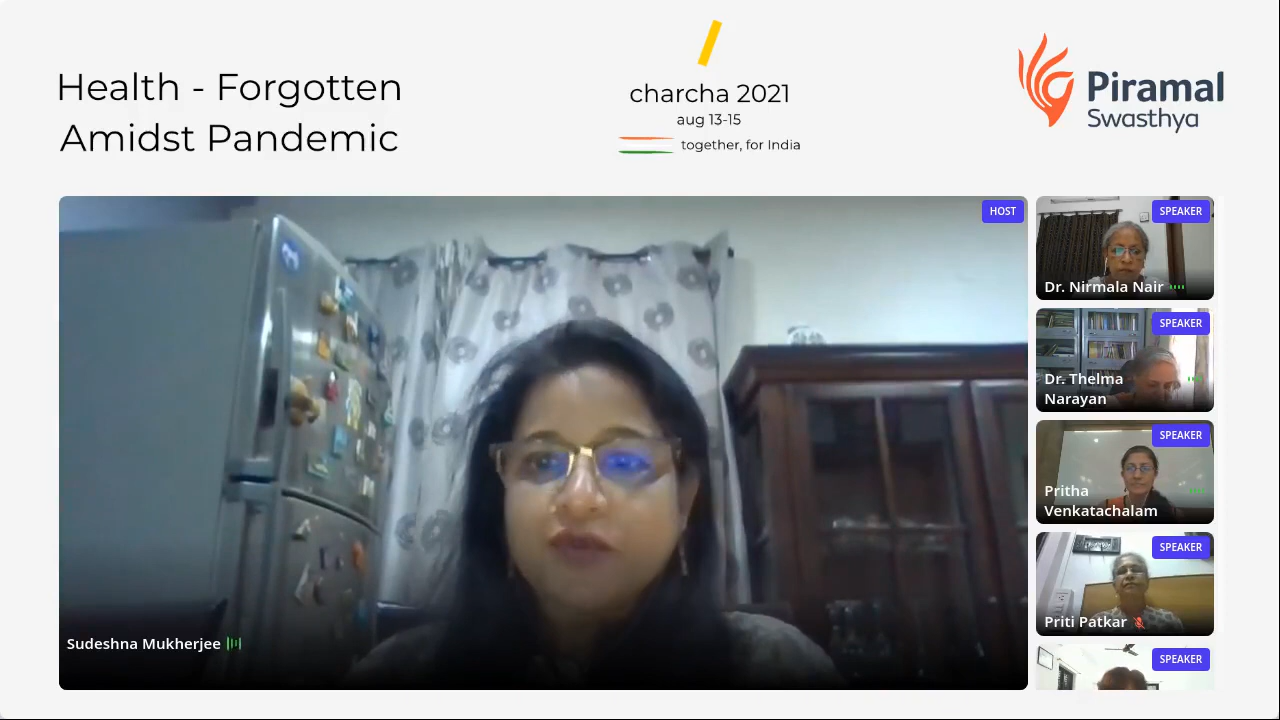 Health - Forgotten
Amidst Pandemic
charcha 2021
aug 13-15
together, for India
Piramal
Swasthya
HOST
Sudeshna Mukherjee
SPEAKER
Dr. Nirmala Nair
SPEAKER
Dr. Thelma
Narayan
SPEAKER
Pritha
Venkatachalam
SPEAKER
Priti Patkar
SPEAKER